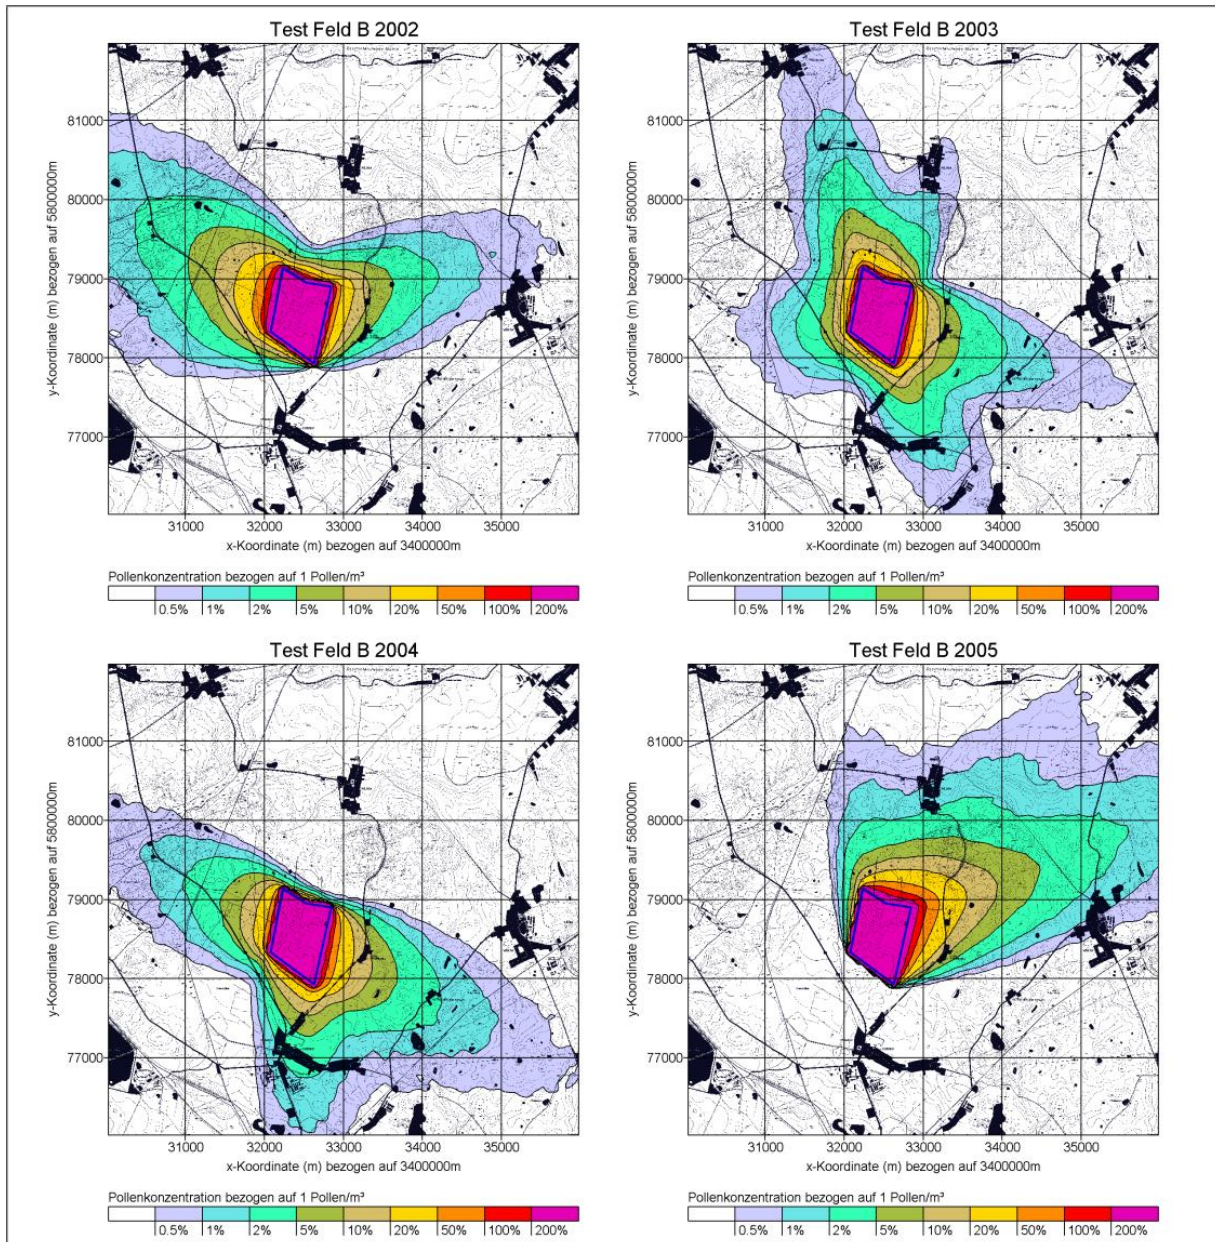 Test Feld B 2002
Test Feld B 2003
81000
80000
79000
78000
77000
y-Koordinate (m) bezogen auf 5800000m
81000
80000
79000
78000
77000
y-Koordinate (m) bezogen auf 5800000m
31000 32000 33000 34000 35000
x-Koordinate (m) bezogen auf 3400000m
31000 32000 33000 34000 35000
x-Koordinate (m) bezogen auf 3400000m
Pollenkonzentration bezogen auf 1 Pollen/m³
0.5% 1% 2% 5% 10% 20% 50% 100% 200%
Pollenkonzentration bezogen auf 1 Pollen/m³
0.5% 1% 2% 5% 10% 20% 50% 100% 200%
Test Feld B 2004
Test Feld B 2005
81000
80000
79000
78000
77000
y-Koordinate (m) bezogen auf 5800000m
81000
80000
79000
78000
77000
y-Koordinate (m) bezogen auf 5800000m
31000 32000 33000 34000 35000
x-Koordinate (m) bezogen auf 3400000m
31000 32000 33000 34000 35000
x-Koordinate (m) bezogen auf 3400000m
Pollenkonzentration bezogen auf 1 Pollen/m³
0.5% 1% 2% 5% 10% 20% 50% 100% 200%
Pollenkonzentration bezogen auf 1 Pollen/m³
0.5% 1% 2% 5% 10% 20% 50% 100% 200%